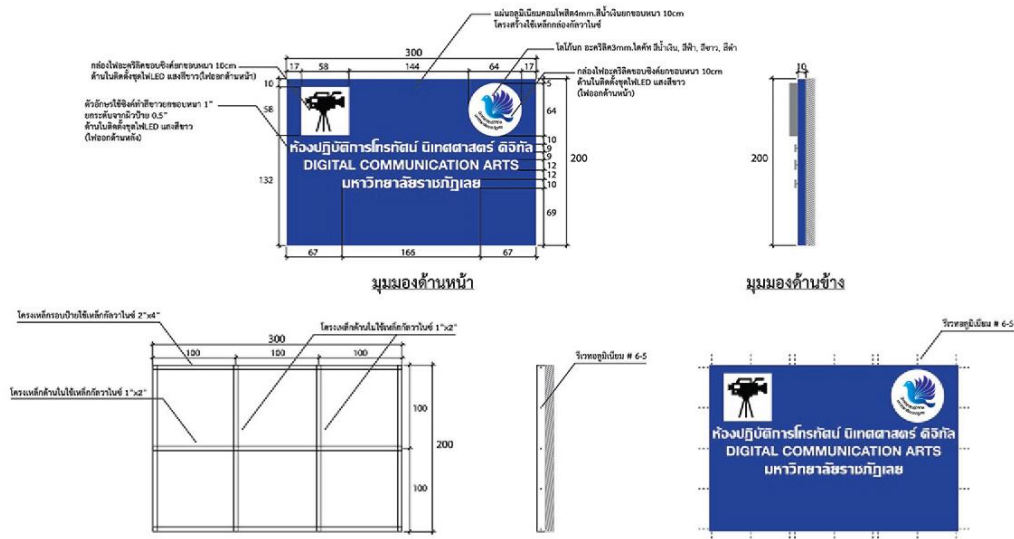 แผ่นอลูมิเนียมคอมโพสิต4mm.สีน้ำเงินยกขอบหนา 10cm
โครงสร้างใช้เหล็กกล่องกัลวาไนซ์
โลโก้นก อะคริลิค3mm.ไดคัท สีน้ำเงิน, สีฟ้า, สีขาว, สีดำ
กล่องไฟอะคริลิคขอบซิงค์ยกขอบหนา 10cm
ด้านในติดตั้งชุดไฟLED แสงสีขาว(ไฟออกด้านหน้า)
กล่องไฟอะคริลิคขอบซิงค์ยกขอบหนา 10cm
ด้านในติดตั้งชุดไฟLED แสงสีขาว
(ไฟออกด้านหน้า)
ตัวอักษรใช้ซิงค์ทำสีขาวยกขอบหนา 1"
ยกระดับจากผิวป้าย 0.5"
ด้านในติดตั้งชุดไฟLED แสงสีขาว
(ไฟออกด้านหลัง)
300
17 58 144 64 17
10
58
132
5
64
10
9
9
12
12
10
69
200
67 166 67
ห้องปฏิบัติการโทรทัศน์ นิเทศศาสตร์ ดิจิทัล
DIGITAL COMMUNICATION ARTS
มหาวิทยาลัยราชภัฏเลย
มุมมองด้านหน้า
10
200
มุมมองด้านข้าง
โครงเหล็กรอบป้ายใช้เหล็กกัลวาไนซ์ 2"x4"
โครงเหล็กด้านในใช้เหล็กกัลวาไนซ์ 1"x2"
โครงเหล็กด้านในใช้เหล็กกัลวาไนซ์ 1"x2"
300
100 100 100
100
200
100
รีเวทอลูมิเนียม # 6-5
รีเวทอลูมิเนียม # 6-5
ห้องปฏิบัติการโทรทัศน์ นิเทศศาสตร์ ดิจิทัล
DIGITAL COMMUNICATION ARTS
มหาวิทยาลัยราชภัฏเลย